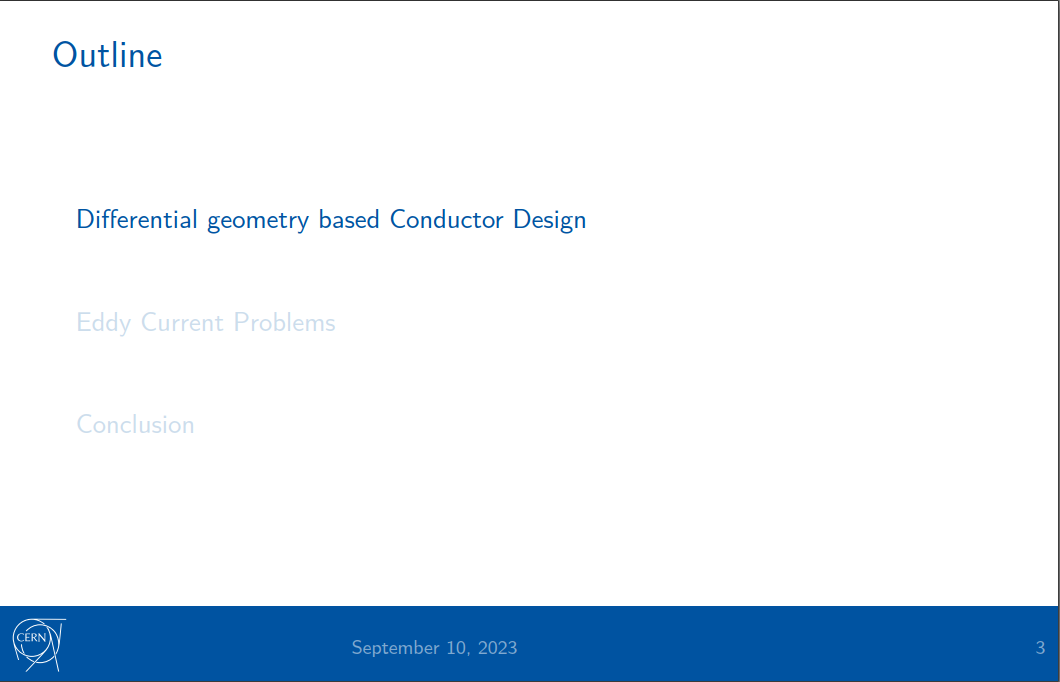 Outline
Differential geometry based Conductor Design
Eddy Current Problems
Conclusion
CERN
September 10, 2023
3